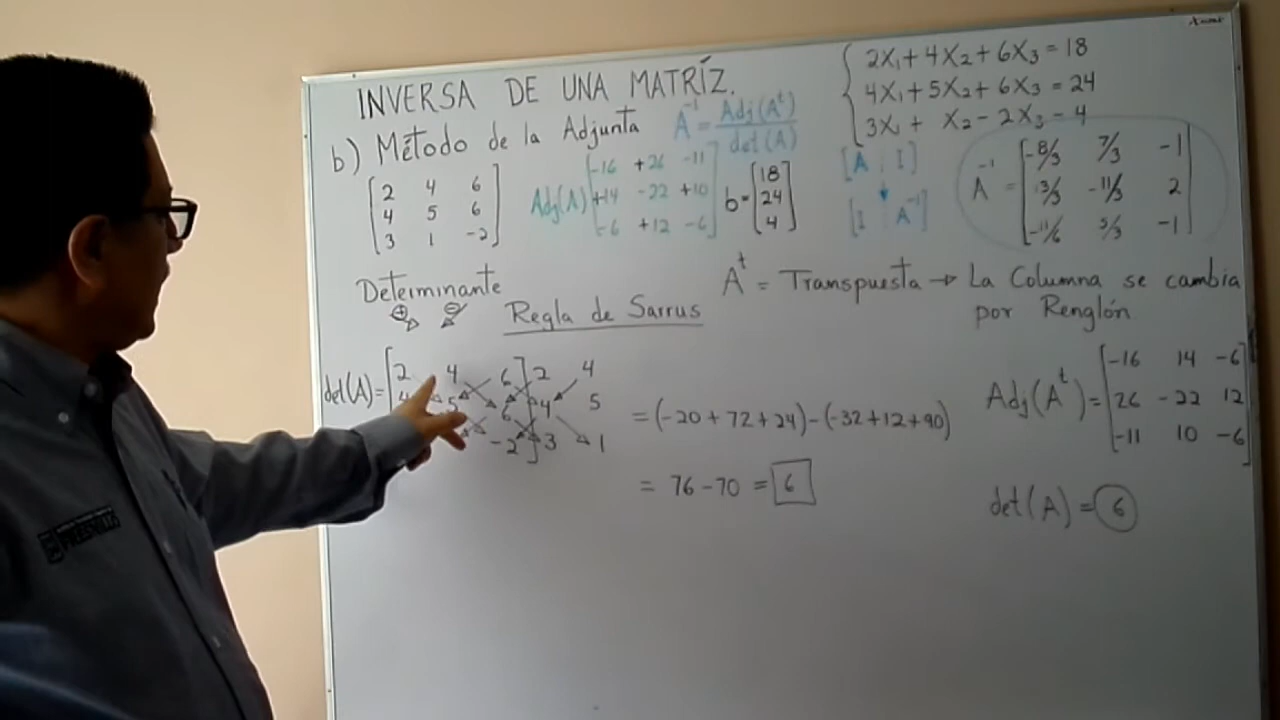 INVERSA DE UNA MATRÍZ.
b) Método de la Adjunta
A⁻¹ = Adj(Aᵗ) / det(A)
2X₁ + 4X₂ + 6X₃ = 18
4X₁ + 5X₂ + 6X₃ = 24
3X₁ + X₂ - 2X₃ - 4
2 4 6
4 5 6
3 1 -2
Adj(A)
-16 +26 -11
+14 -22 +10
-6 +12 -6
b =
18
24
4
[A ⋮ I]
[I ⋮ A⁻¹]
A⁻¹ =
-8/3 7/3 -1
13/3 -11/3 2
-11/6 5/3 -1
Determinante
⊕ ⊖
Regla de Sarrus
Aᵗ = Transpuesta → La Columna se cambia
por Renglón.
det(A) =
2 4 6 2 4
4 5 6 4 5
-2 3 1
= (-20 + 72 + 24) - (-32 + 12 + 90)
= 76 - 70 = 6
Adj(Aᵗ) =
-16 14 -6
26 -22 12
-11 10 -6
det(A) = 6